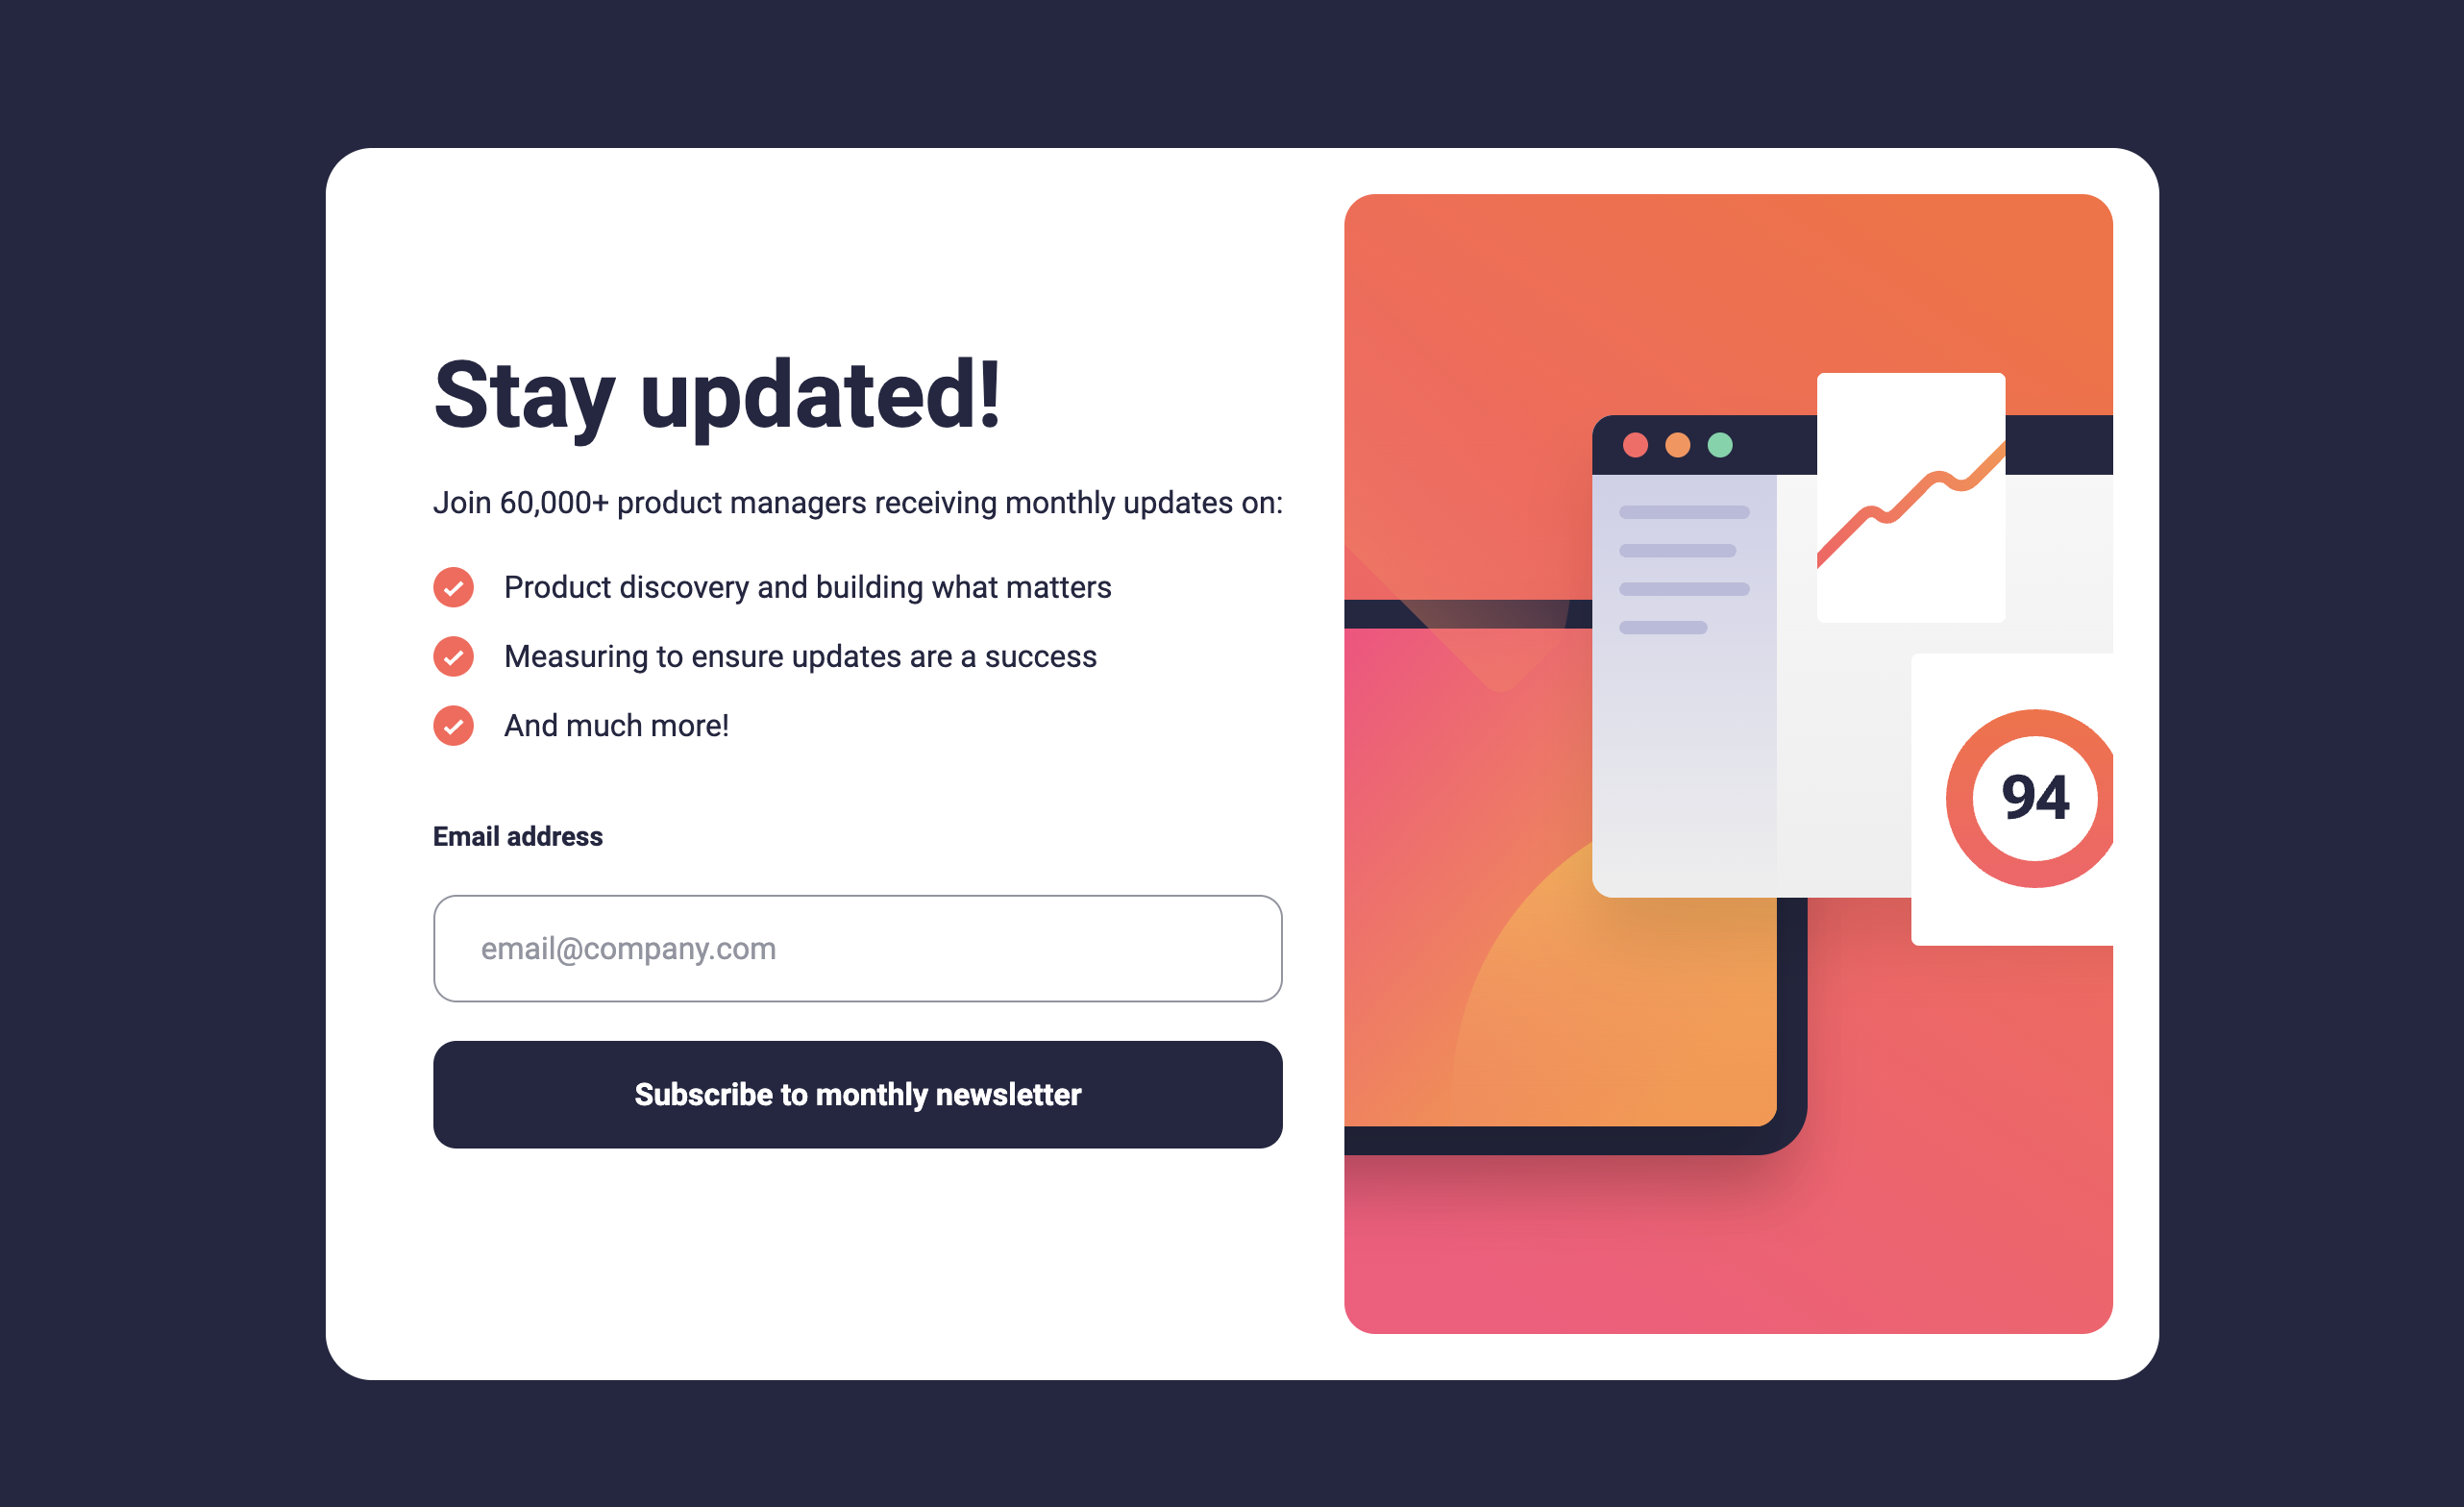 Stay updated!
Join 60,000+ product managers receiving monthly updates on:
Product discovery and building what matters
Measuring to ensure updates are a success
And much more!
Email address
email@company.com
Subscribe to monthly newsletter
94